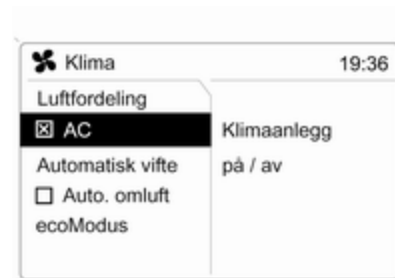 Klima 19:36
Luftfordeling
AC Klimaanlegg
Automatisk vifte på / av
Auto. omluft
ecoModus